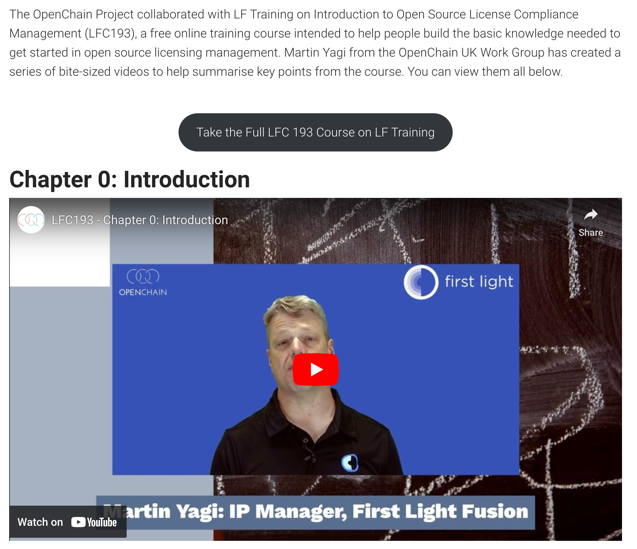 The OpenChain Project collaborated with LF Training on Introduction to Open Source License Compliance
Management (LFC193), a free online training course intended to help people build the basic knowledge needed to
get started in open source licensing management. Martin Yagi from the OpenChain UK Work Group has created a
series of bite-sized videos to help summarise key points from the course. You can view them all below.
Take the Full LFC 193 Course on LF Training
Chapter 0: Introduction
LFC193 - Chapter 0: Introduction
Share
OPENCHAIN
first light
Martin Yagi: IP Manager, First Light Fusion
Watch on YouTube